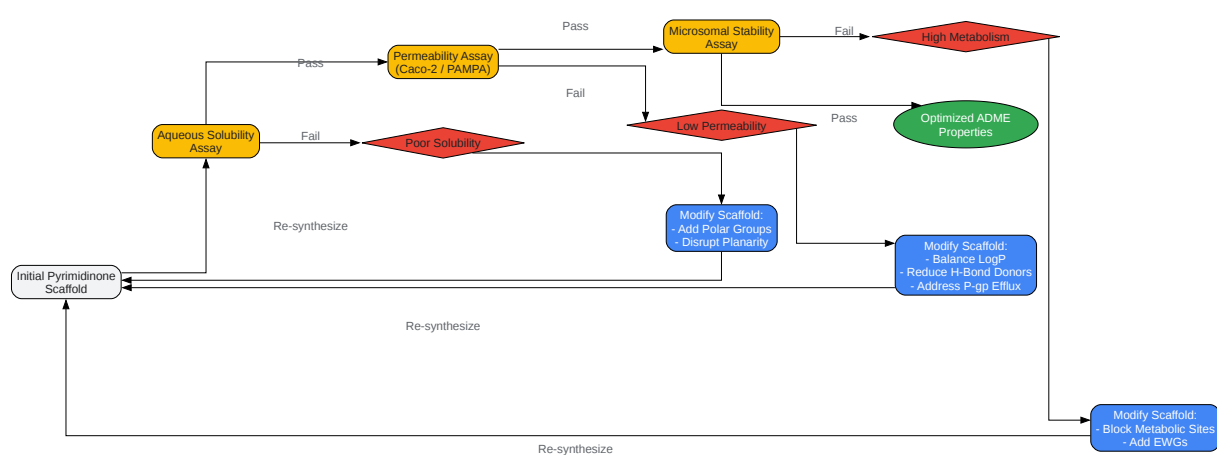 Pass
Microsomal Stability
Assay
Fail
High Metabolism
Permeability Assay
(Caco-2 / PAMPA)
Pass
Fail
Low Permeability
Pass
Optimized ADME
Properties
Aqueous Solubility
Assay
Fail
Poor Solubility
Modify Scaffold:
- Add Polar Groups
- Disrupt Planarity
Re-synthesize
Modify Scaffold:
- Balance LogP
- Reduce H-Bond Donors
- Address P-gp Efflux
Initial Pyrimidinone
Scaffold
Re-synthesize
Modify Scaffold:
- Block Metabolic Sites
- Add EWGs
Re-synthesize